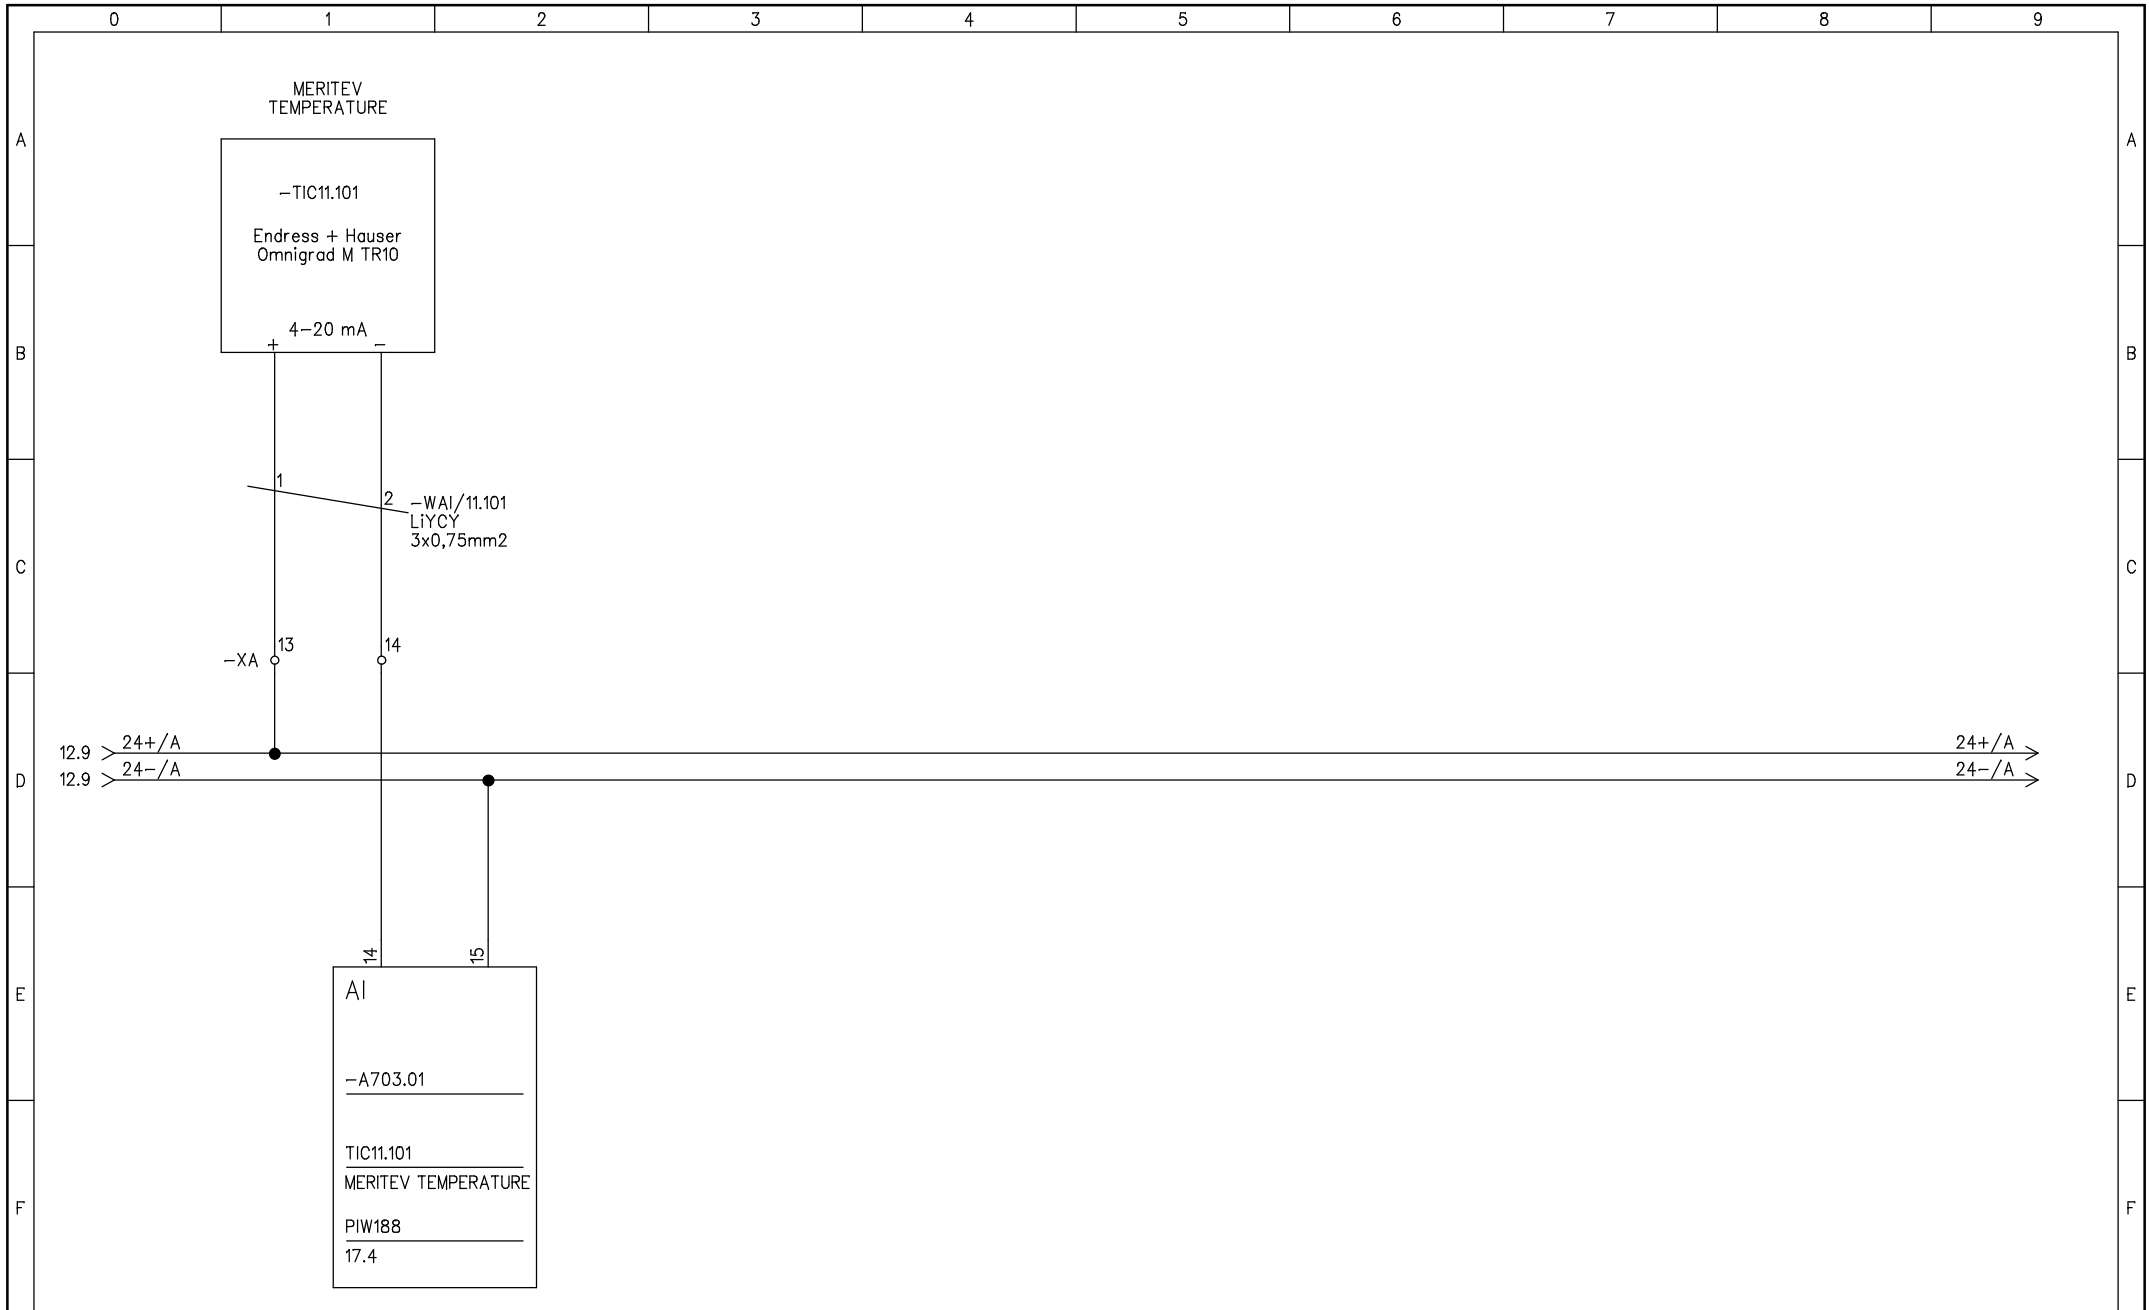 0 1 2 3 4 5 6 7 8 9
MERITEV
TEMPERATURE
A A
-TIC11.101
Endress + Hauser
Omnigrad M TR10
4-20 mA
+ -
B B
1
2
-WAI/11.101
LiYCY
3x0,75mm2
C C
13 14
-XA
12.9 24+/A 24+/A
12.9 24-/A 24-/A
D D
14 15
AI
E E
-A703.01
TIC11.101
MERITEV TEMPERATURE
F F
PIW188
17.4